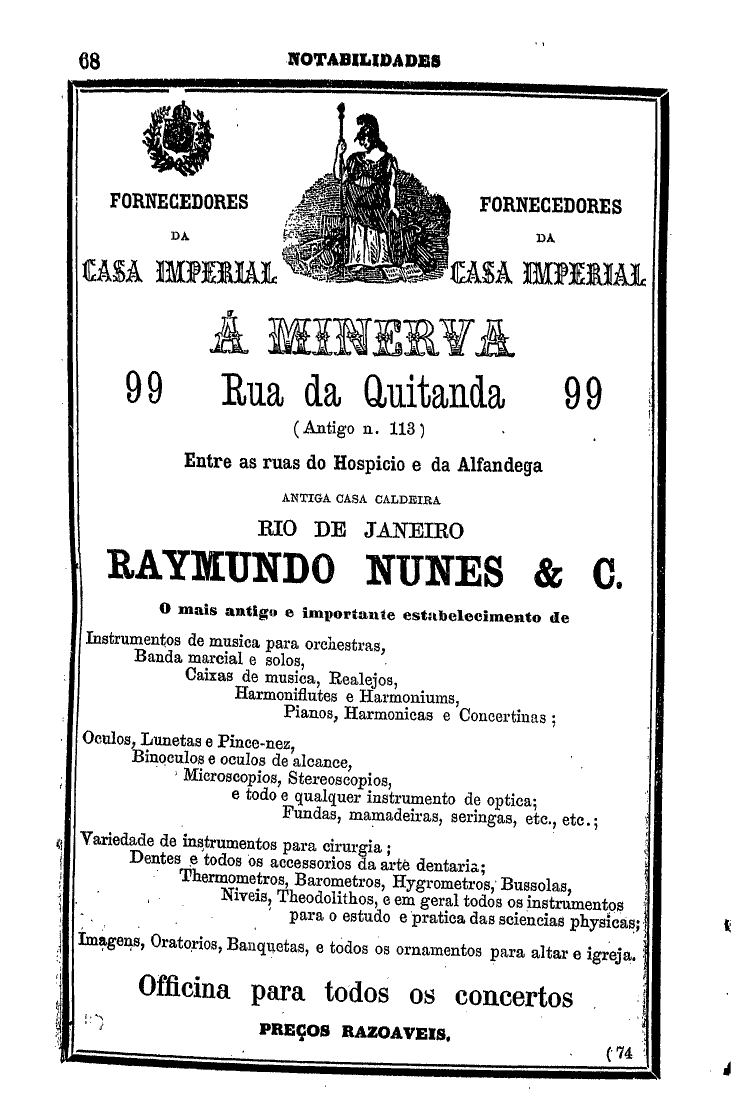 68
NOTABILIDADES
FORNECEDORES
DA
CASA IMPERIAL
FORNECEDORES
DA
CASA IMPERIAL
Á MINERVA
99 Rua da Quitanda 99
(Antigo n. 113)
Entre as ruas do Hospicio e da Alfandega
ANTIGA CASA CALDEIRA
RIO DE JANEIRO
RAYMUNDO NUNES & C.
O mais antigo e importante estabelecimento de
Instrumentos de musica para orchestras,
Banda marcial e solos,
Caixas de musica, Realejos,
Harmoniflutes e Harmoniums,
Pianos, Harmonicas e Concertinas;
Oculos, Lunetas e Pince-nez,
Binoculos e oculos de alcance,
Microscopios, Stereoscopios,
e todo e qualquer instrumento de optica;
Fundas, mamadeiras, seringas, etc., etc.;
Variedade de instrumentos para cirurgia;
Dentes e todos os accessorios da arte dentaria;
Thermometros, Barometros, Hygrometros, Bussolas,
Niveis, Theodolithos, e em geral todos os instrumentos
para o estudo e pratica das sciencias physicas;
Imagens, Oratorios, Banquetas, e todos os ornamentos para altar e igreja.
Officina para todos os concertos
PREÇOS RAZOAVEIS.
(74